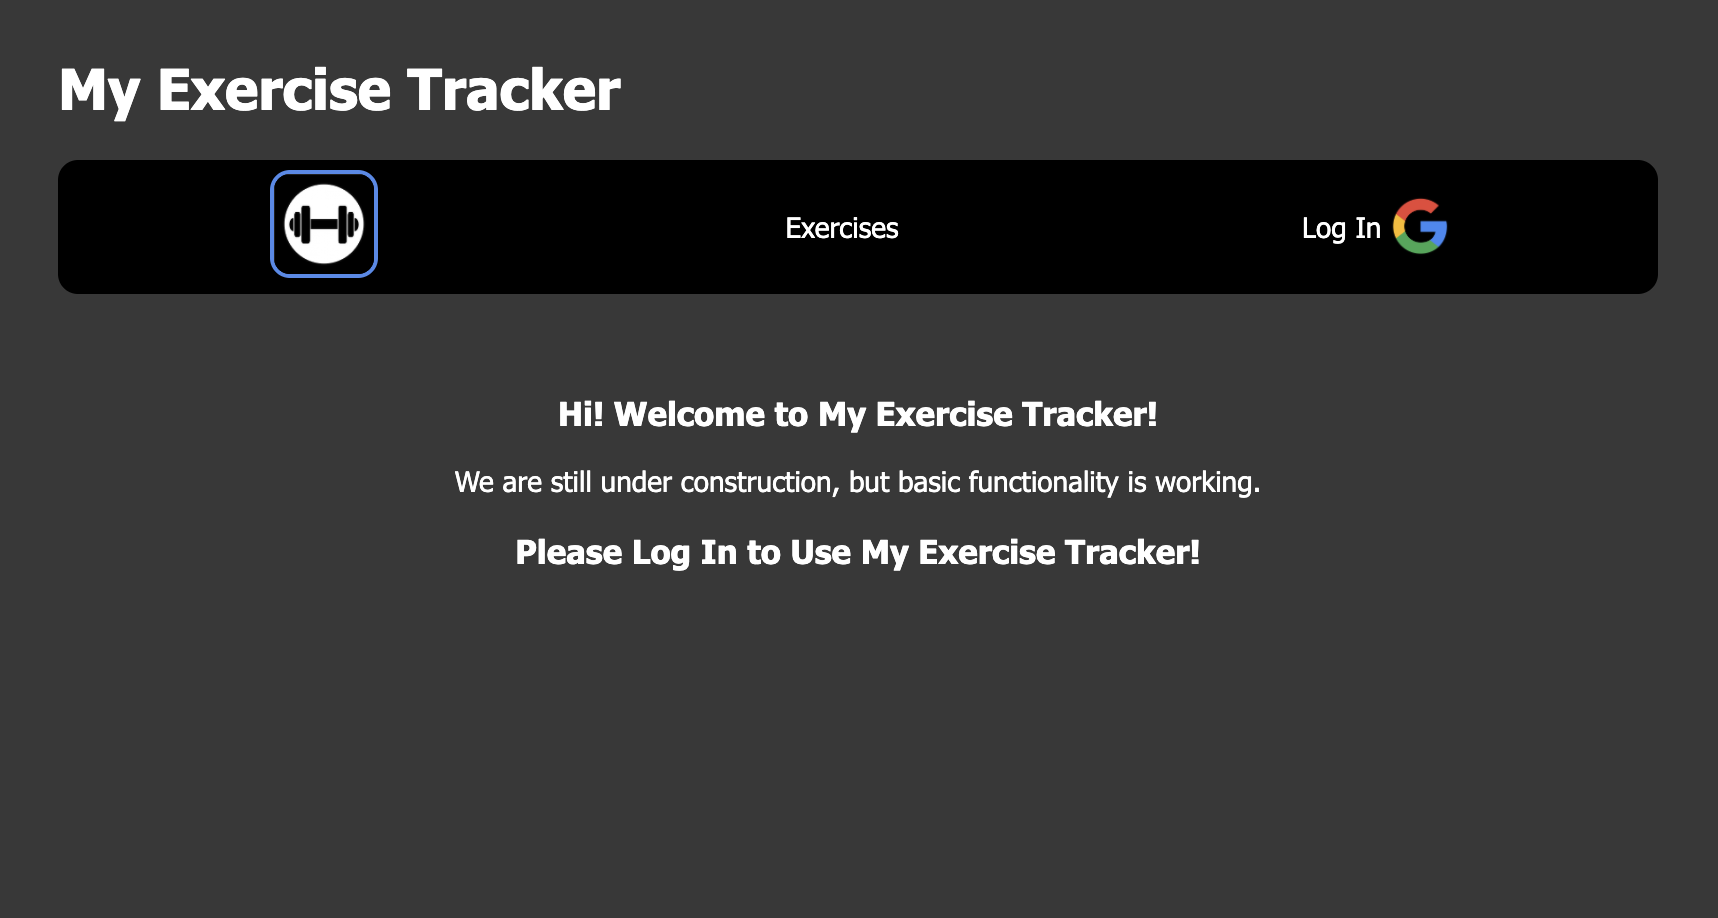 My Exercise Tracker
Exercises
Log In
Hi! Welcome to My Exercise Tracker!
We are still under construction, but basic functionality is working.
Please Log In to Use My Exercise Tracker!